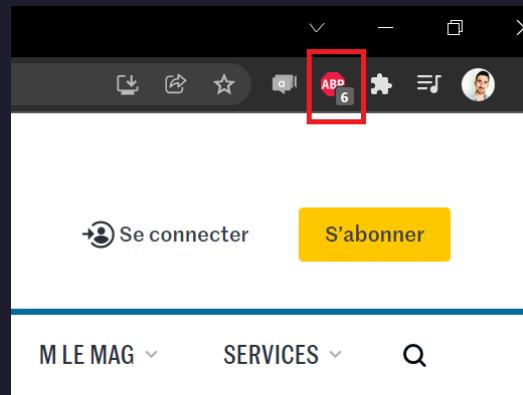 ABP
6
Se connecter
S'abonner
M LE MAG
SERVICES